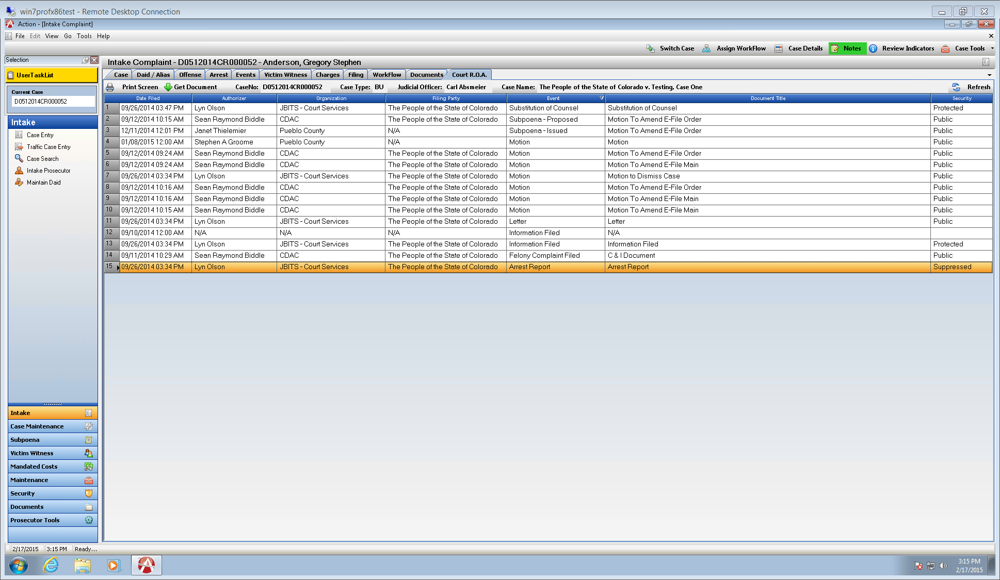 win7profx86test - Remote Desktop Connection
Action - [Intake Complaint]
File Edit View Go Tools Help
Switch Case Assign WorkFlow Case Details Notes Review Indicators Case Tools
Selection
UserTaskList
Current Case
D0512014CR000052
Intake
Case Entry
Traffic Case Entry
Case Search
Intake Prosecutor
Maintain Daid
Intake
Case Maintenance
Subpoena
Victim Witness
Mandated Costs
Maintenance
Security
Documents
Prosecutor Tools
Intake Complaint - D0512014CR000052 - Anderson, Gregory Stephen
Case Daid / Alias Offense Arrest Events Victim Witness Charges Filing WorkFlow Documents Court R.O.A.
Print Screen Get Document CaseNo: D0512014CR000052 Case Type: BU Judicial Officer: Carl Absmeier Case Name: The People of the State of Colorado v. Testing, Case One Refresh
Date Filed Authorizer Organization Filing Party Event Document Title Security
1 09/26/2014 03:47 PM Lyn Olson JBITS - Court Services The People of the State of Colorado Substitution of Counsel Substitution of Counsel Protected
2 09/12/2014 10:15 AM Sean Raymond Biddle CDAC The People of the State of Colorado Subpoena - Proposed Motion To Amend E-File Order Public
3 12/11/2014 12:01 PM Janet Thielemier Pueblo County N/A Subpoena - Issued Motion To Amend E-File Order Public
4 01/08/2015 12:00 AM Stephen A Groome Pueblo County N/A Motion Motion Public
5 09/12/2014 09:24 AM Sean Raymond Biddle CDAC The People of the State of Colorado Motion Motion To Amend E-File Order Public
6 09/12/2014 09:24 AM Sean Raymond Biddle CDAC The People of the State of Colorado Motion Motion To Amend E-File Main Public
7 09/26/2014 03:34 PM Lyn Olson JBITS - Court Services The People of the State of Colorado Motion Motion to Dismiss Case Public
8 09/12/2014 10:16 AM Sean Raymond Biddle CDAC The People of the State of Colorado Motion Motion To Amend E-File Order Public
9 09/12/2014 10:16 AM Sean Raymond Biddle CDAC The People of the State of Colorado Motion Motion To Amend E-File Main Public
10 09/12/2014 10:15 AM Sean Raymond Biddle CDAC The People of the State of Colorado Motion Motion To Amend E-File Main Public
11 09/26/2014 03:34 PM Lyn Olson JBITS - Court Services The People of the State of Colorado Letter Letter Public
12 09/10/2014 12:00 AM N/A N/A N/A Information Filed N/A
13 09/26/2014 03:34 PM Lyn Olson JBITS - Court Services The People of the State of Colorado Information Filed Information Filed Protected
14 09/11/2014 10:29 AM Sean Raymond Biddle CDAC The People of the State of Colorado Felony Complaint Filed C & I Document Public
15 09/26/2014 03:34 PM Lyn Olson JBITS - Court Services The People of the State of Colorado Arrest Report Arrest Report Suppressed
2/17/2015 3:15 PM Ready...
3:15 PM
2/17/2015